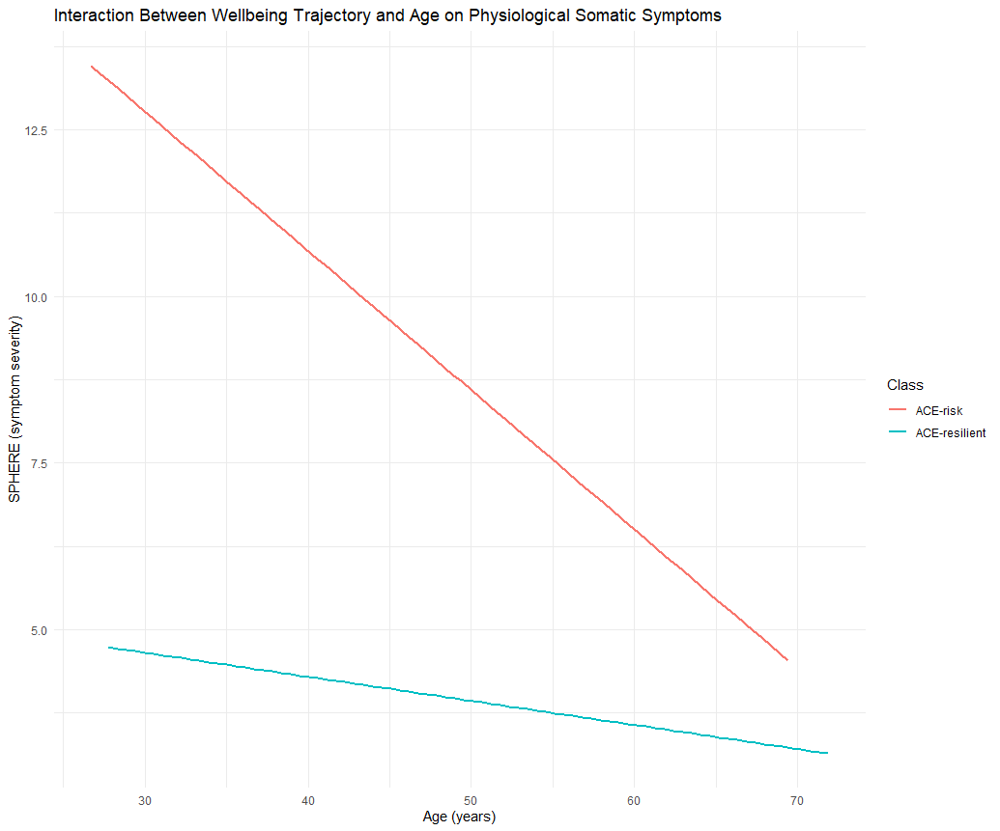 Interaction Between Wellbeing Trajectory and Age on Physiological Somatic Symptoms
SPHERE (symptom severity)
12.5
10.0
7.5
5.0
30 40 50 60 70
Age (years)
Class
ACE-risk
ACE-resilient